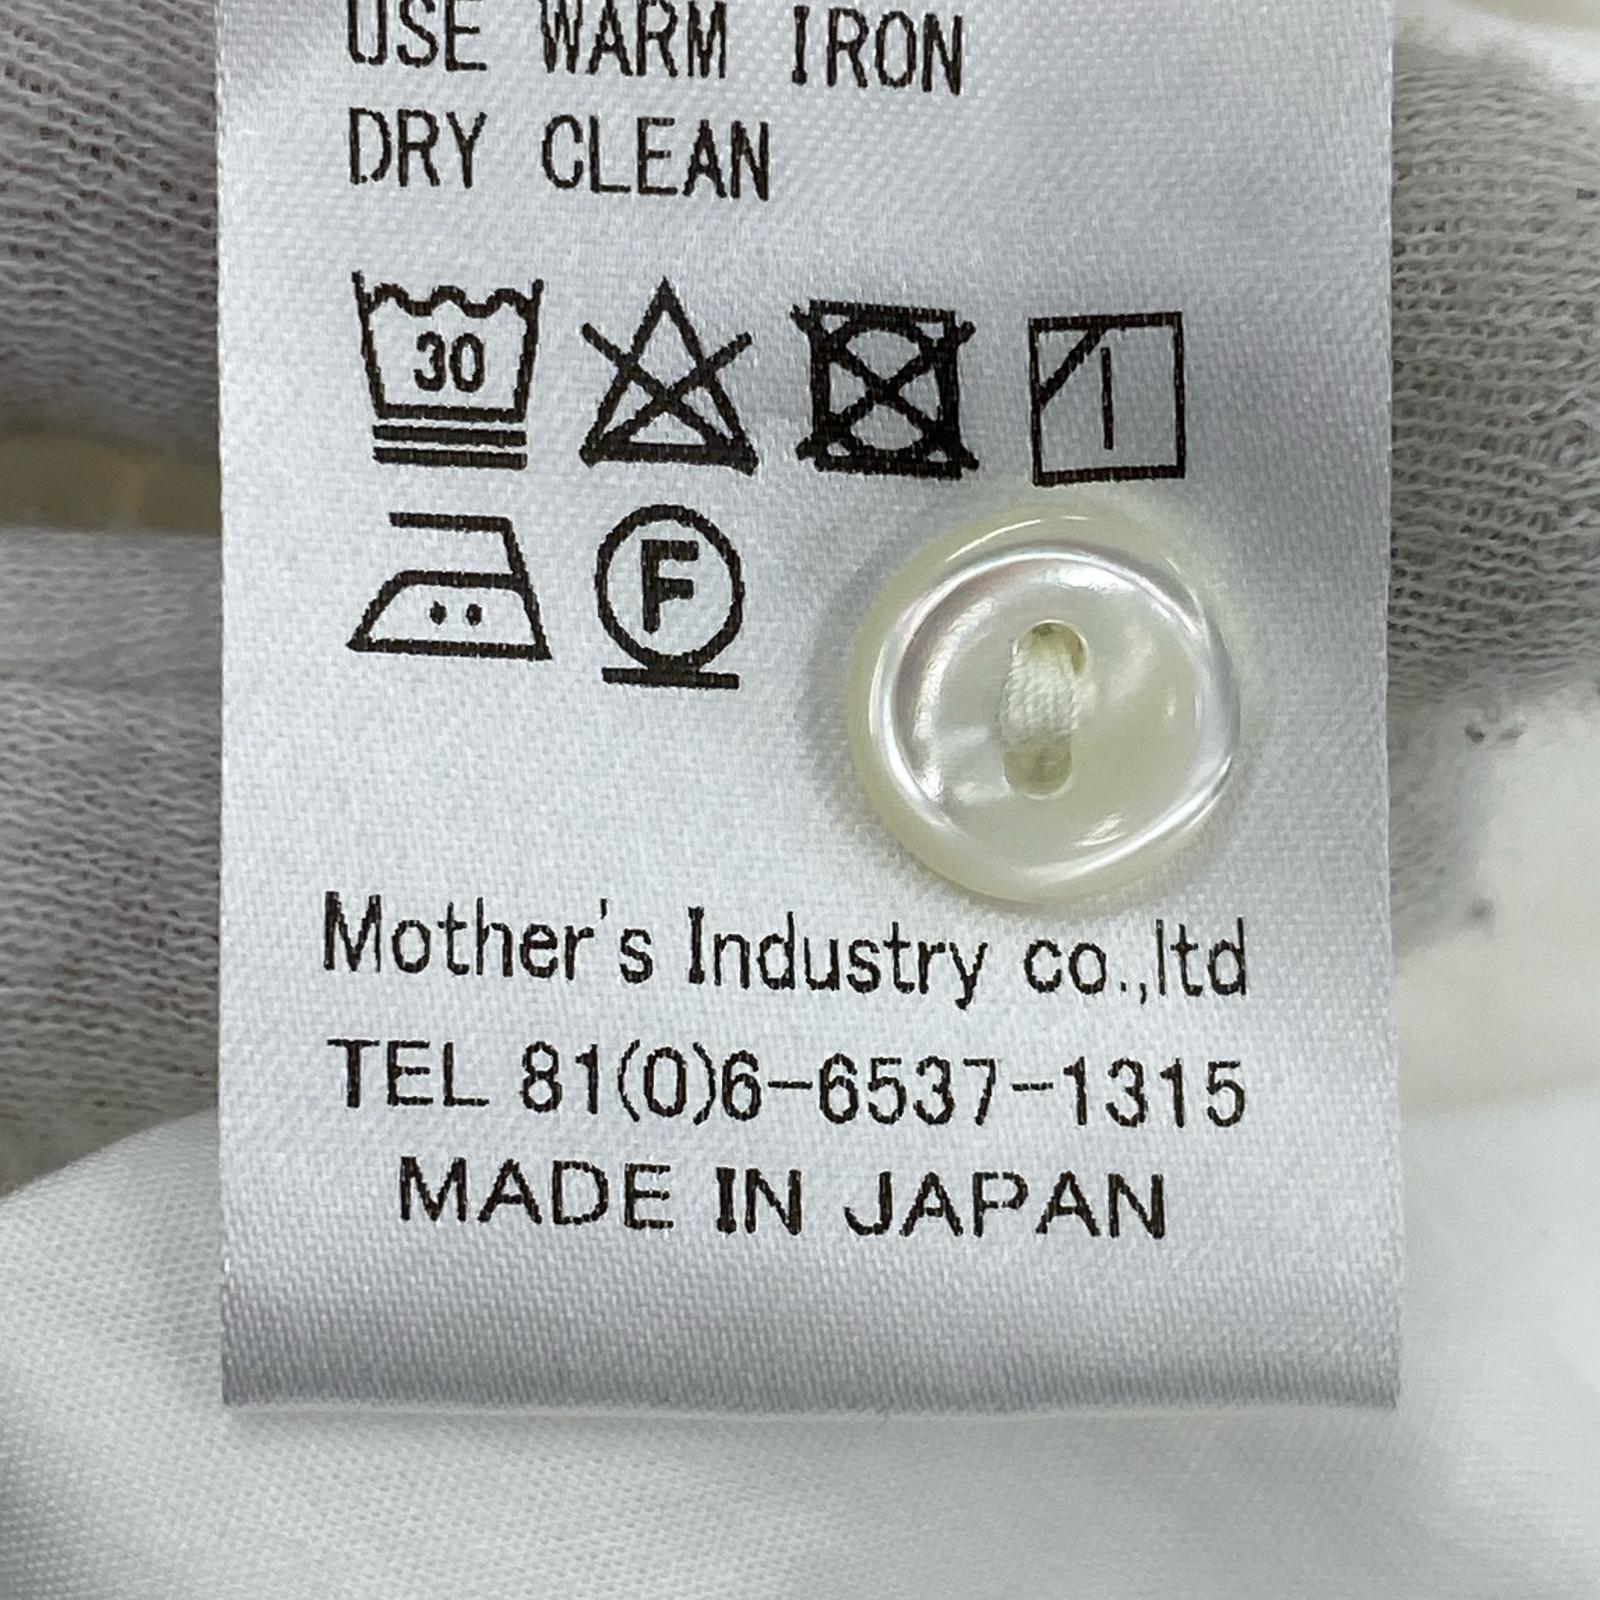 USE WARM IRON
DRY CLEAN
30
F
Mother's Industry co.,ltd
TEL 81(0)6-6537-1315
MADE IN JAPAN